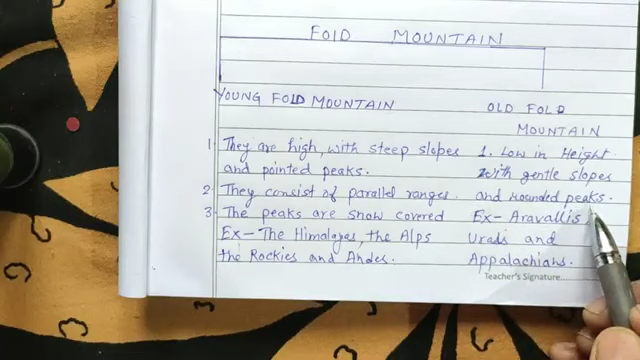 FOLD MOUNTAIN
YOUNG FOLD MOUNTAIN
1. They are high, with steep slopes
and pointed peaks.
2. They consist of parallel ranges.
3. The peaks are snow covered
Ex- The Himalayas, the Alps
the Rockies and Andes.
OLD FOLD
MOUNTAIN
1. Low in Height
with gentle slopes
and rounded peaks.
Ex- Aravallis
Urals and
Appalachians.
Teacher's Signature